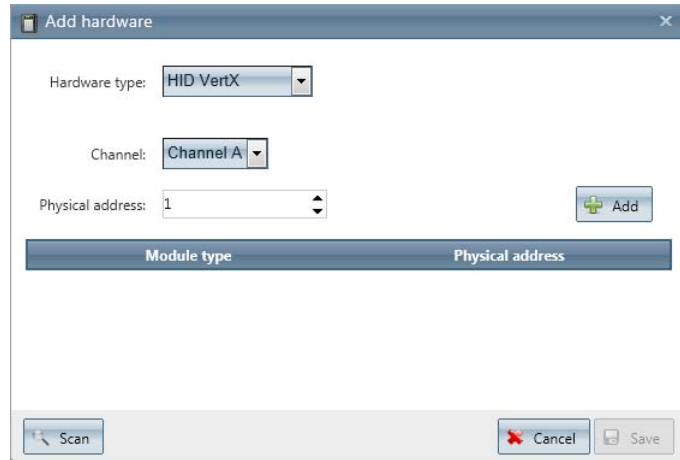 Add hardware
Hardware type: HID VertX
Channel: Channel A
Physical address: 1
Add
Module type Physical address
Scan Cancel Save